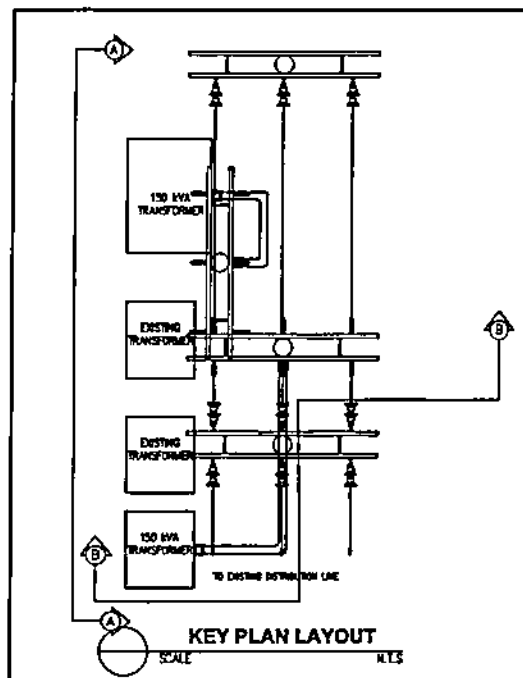 A
150 kVA
TRANSFORMER
EXISTING
TRANSFORMER
B
EXISTING
TRANSFORMER
150 kVA
TRANSFORMER
B
TO EXISTING DISTRIBUTION LINE
A
KEY PLAN LAYOUT
SCALE N.T.S